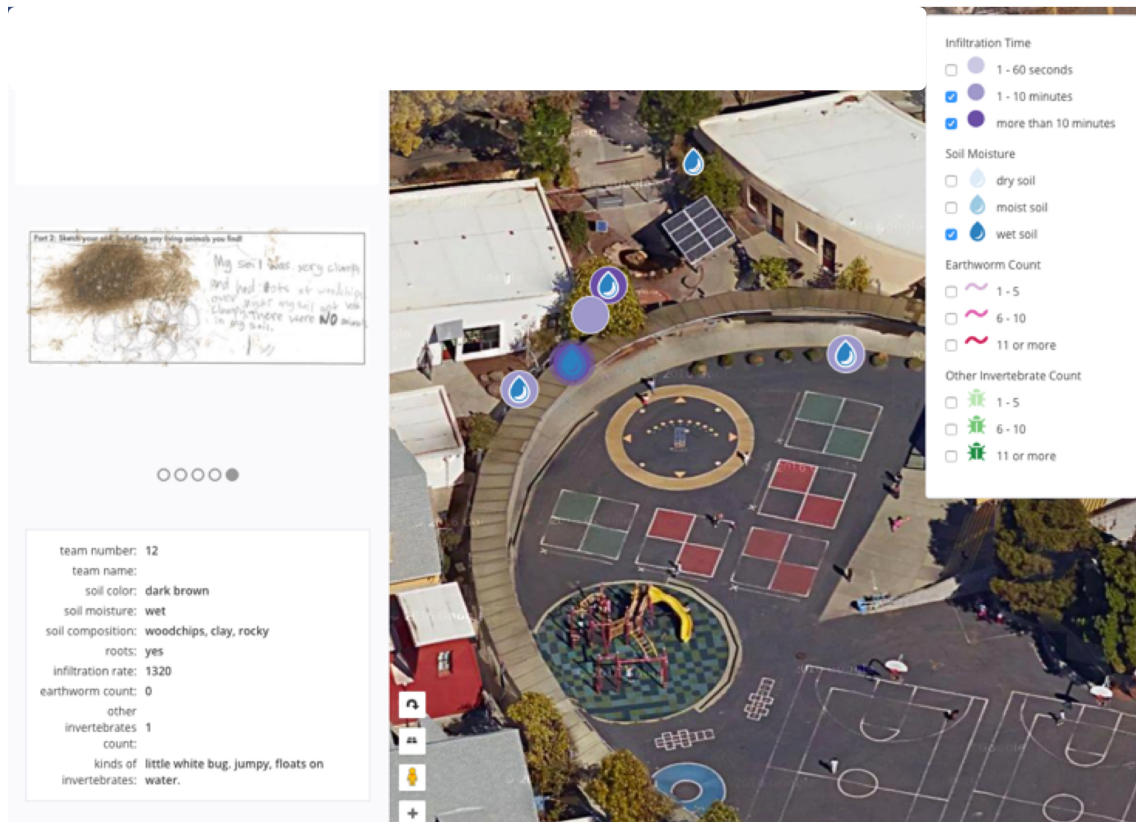 Part 2: Sketch your soil, including any living animals you find!
My soil was very clumpy
and had lots of woodchips
over
my soil
clumpy. There were NO
in my soil.
team number: 12
team name:
soil color: dark brown
soil moisture: wet
soil composition: woodchips, clay, rocky
roots: yes
infiltration rate: 1320
earthworm count: 0
other
invertebrates 1
count:
kinds of little white bug. jumpy, floats on
invertebrates: water.
Infiltration Time
1 - 60 seconds
1 - 10 minutes
more than 10 minutes
Soil Moisture
dry soil
moist soil
wet soil
Earthworm Count
1 - 5
6 - 10
11 or more
Other Invertebrate Count
1 - 5
6 - 10
11 or more